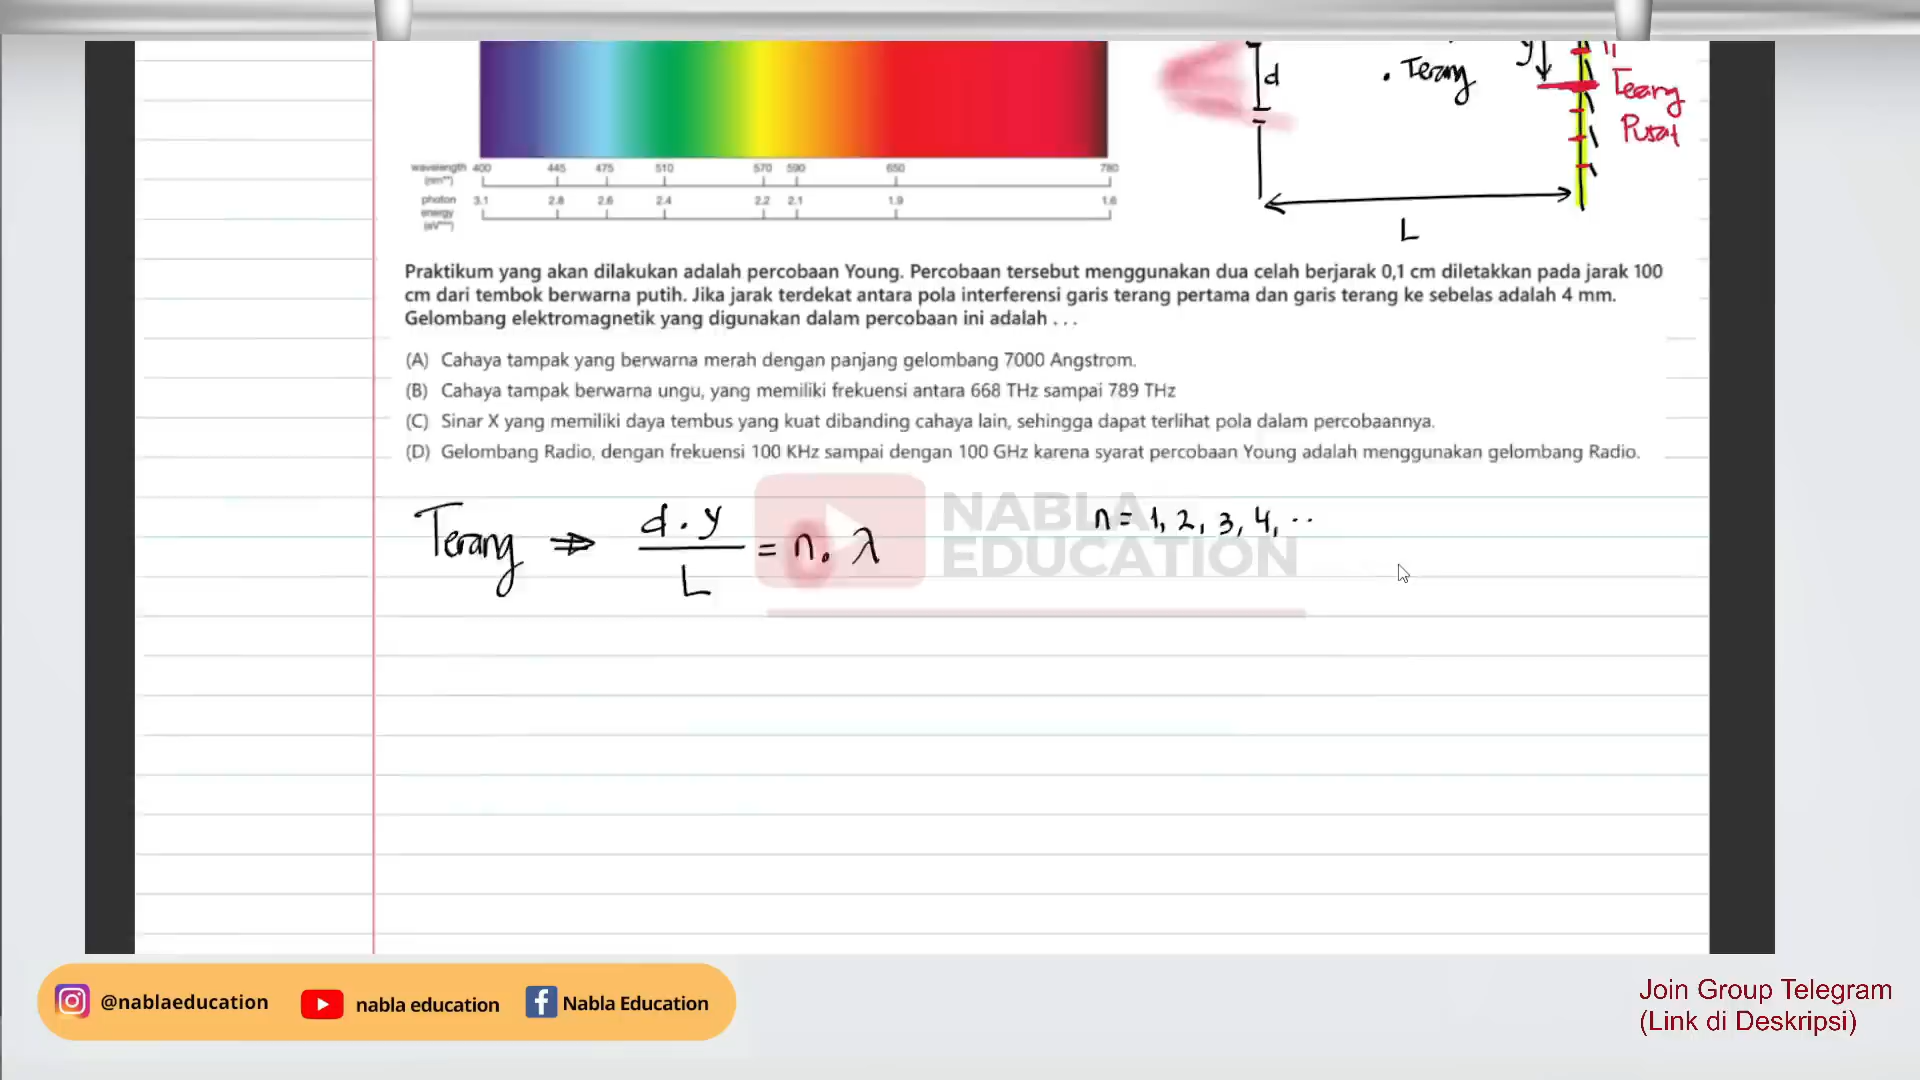 d
• Terang
y
Terang
Pusat
L
wavelength (nm**) 400 445 475 510 570 590 650 780
photon energy (eV***) 3.1 2.8 2.6 2.4 2.2 2.1 1.9 1.6
Praktikum yang akan dilakukan adalah percobaan Young. Percobaan tersebut menggunakan dua celah berjarak 0,1 cm diletakkan pada jarak 100
cm dari tembok berwarna putih. Jika jarak terdekat antara pola interferensi garis terang pertama dan garis terang ke sebelas adalah 4 mm.
Gelombang elektromagnetik yang digunakan dalam percobaan ini adalah . . .
(A) Cahaya tampak yang berwarna merah dengan panjang gelombang 7000 Angstrom.
(B) Cahaya tampak berwarna ungu, yang memiliki frekuensi antara 668 THz sampai 789 THz
(C) Sinar X yang memiliki daya tembus yang kuat dibanding cahaya lain, sehingga dapat terlihat pola dalam percobaannya.
(D) Gelombang Radio, dengan frekuensi 100 KHz sampai dengan 100 GHz karena syarat percobaan Young adalah menggunakan gelombang Radio.
Terang ⇒ d . y / L = n . λ
n = 1, 2, 3, 4, ..
NABLA
EDUCATION
@nablaeducation
nabla education
Nabla Education
Join Group Telegram
(Link di Deskripsi)